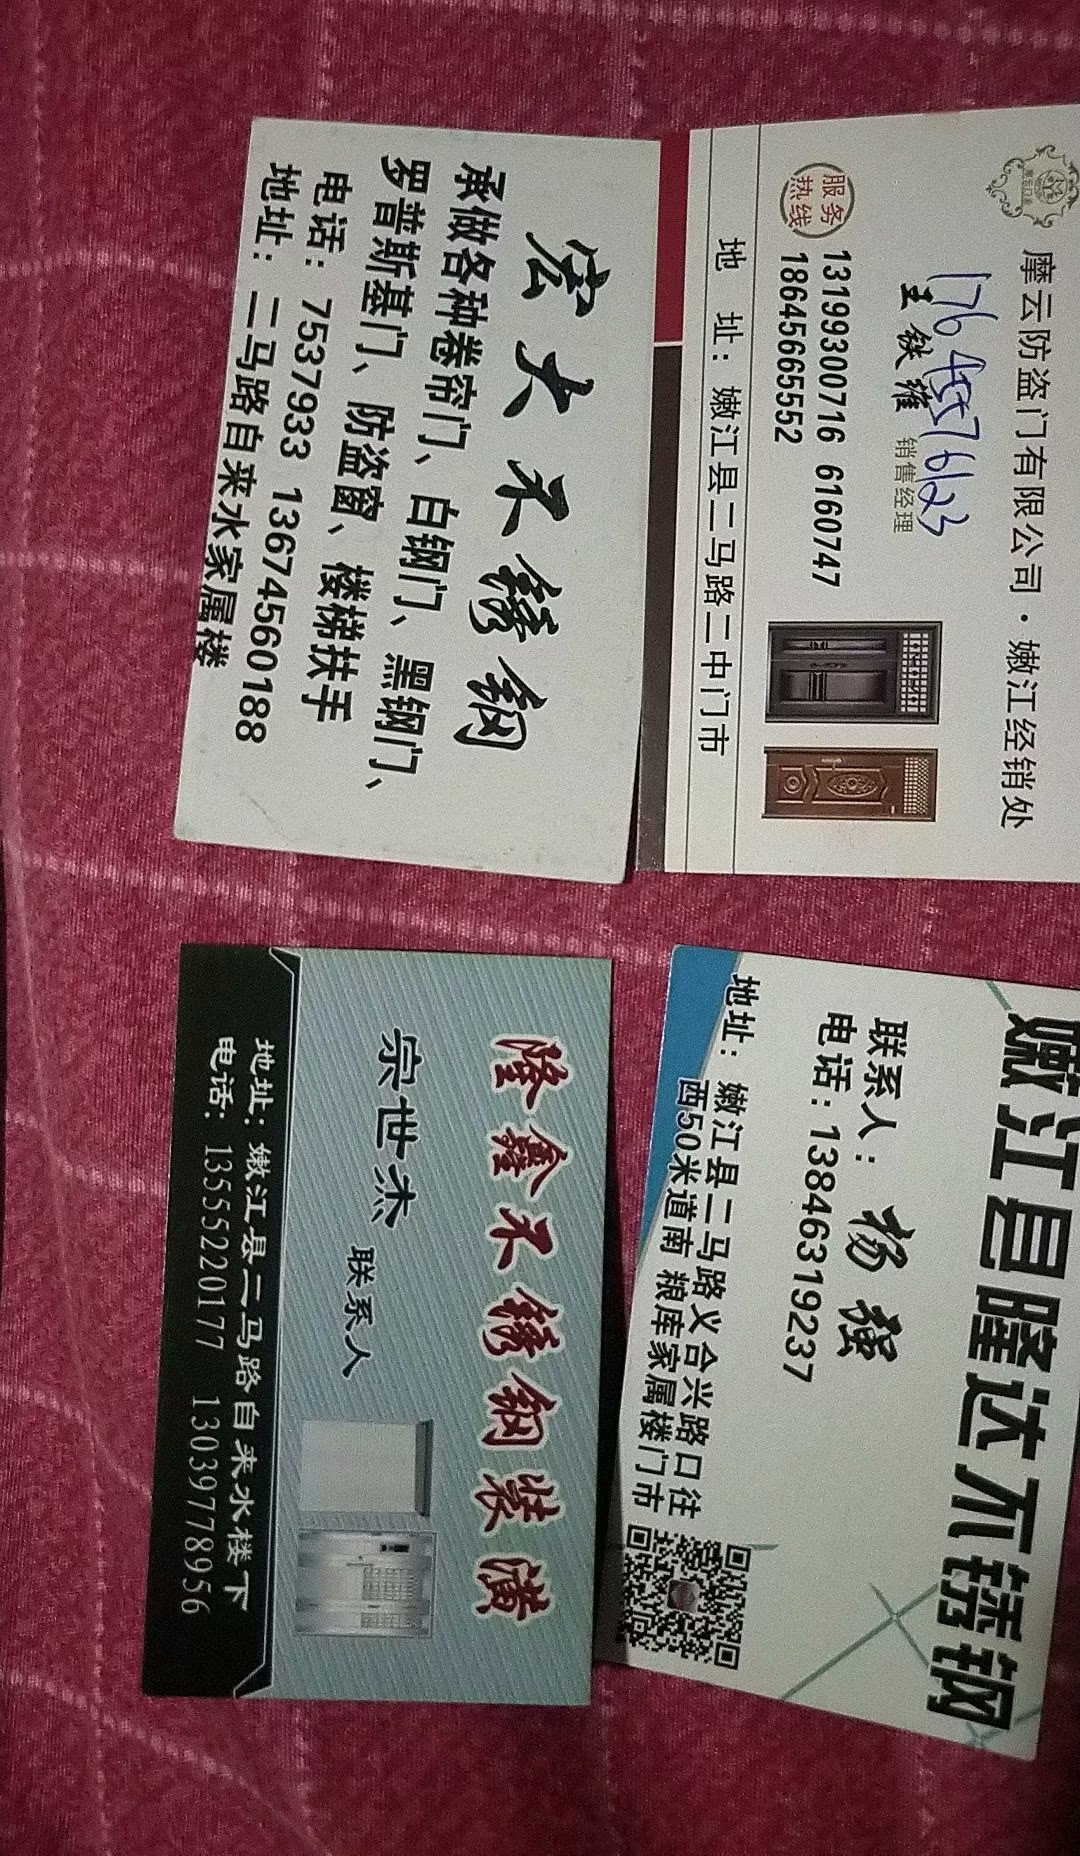 摩云防盗门有限公司·嫩江经销处
17645576123
王铁维 销售经理
服务热线
13199300716 6160747
18645665552
地 址：嫩江县二马路二中门市
宏大不锈钢
承做各种卷帘门、白钢门、黑钢门、
罗普斯基门、防盗窗、楼梯扶手
电话：7537933 13674560188
地址：二马路自来水家属楼
嫩江县隆达不锈钢
联系人：杨强
电话：13846319237
地址：嫩江县二马路义合兴路口往
西50米道南 粮库家属楼门市
隆鑫不锈钢装潢
宗世杰 联系人
地址：嫩江县二马路自来水楼下
电话：13555220177 13039778956